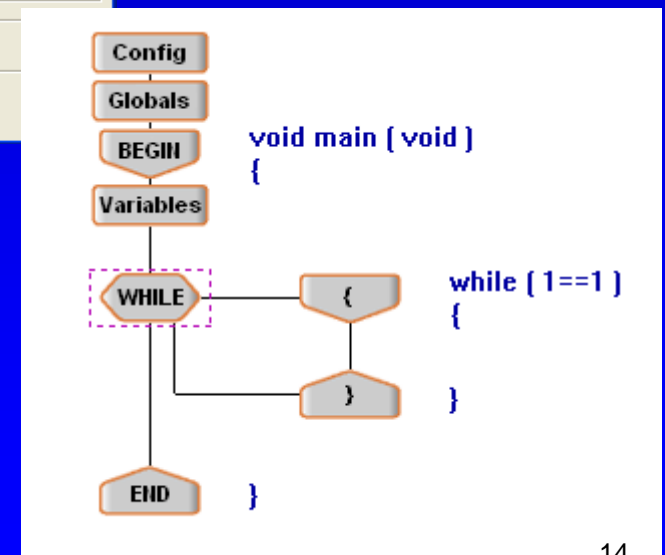 Config
Globals
BEGIN
void main ( void )
{
Variables
WHILE
{
while ( 1==1 )
{
}
}
END
}
14